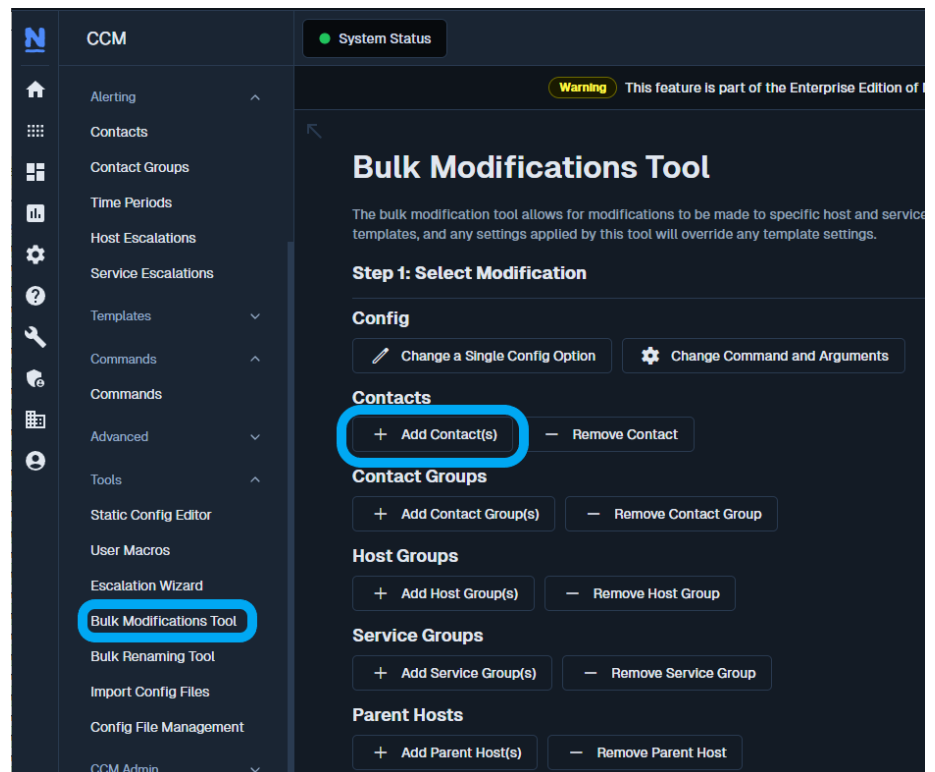 N
CCM
System Status
Warning This feature is part of the Enterprise Edition of
Alerting
Contacts
Contact Groups
Time Periods
Host Escalations
Service Escalations
Templates
Commands
Commands
Advanced
Tools
Static Config Editor
User Macros
Escalation Wizard
Bulk Modifications Tool
Bulk Renaming Tool
Import Config Files
Config File Management
CCM Admin
Bulk Modifications Tool
The bulk modification tool allows for modifications to be made to specific host and service
templates, and any settings applied by this tool will override any template settings.
Step 1: Select Modification
Config
Change a Single Config Option Change Command and Arguments
Contacts
+ Add Contact(s) — Remove Contact
Contact Groups
+ Add Contact Group(s) — Remove Contact Group
Host Groups
+ Add Host Group(s) — Remove Host Group
Service Groups
+ Add Service Group(s) — Remove Service Group
Parent Hosts
+ Add Parent Host(s) — Remove Parent Host